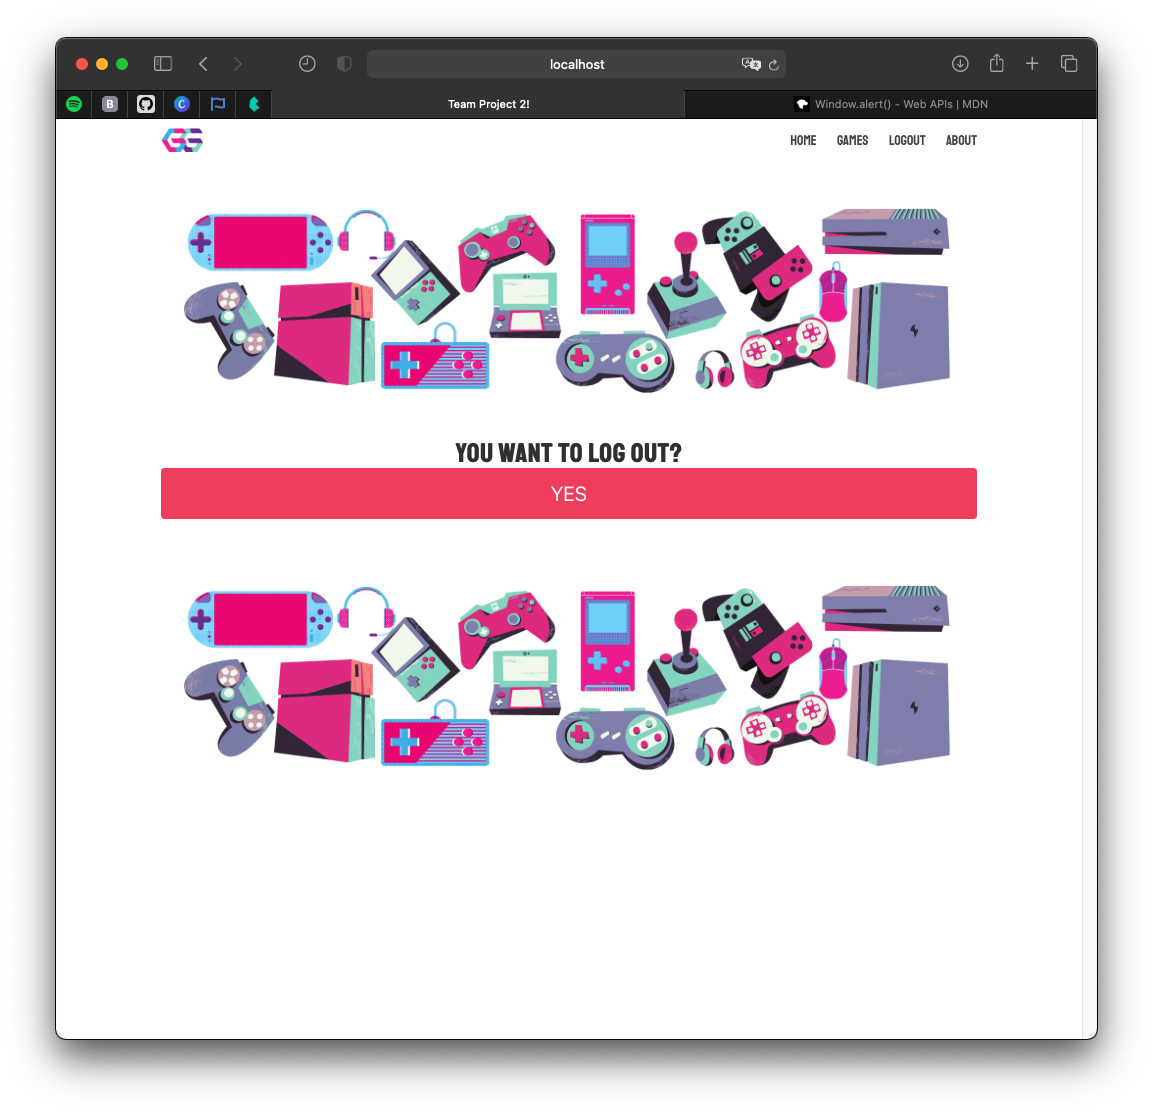 localhost
B
C
Team Project 2!
Window.alert() - Web APIs | MDN
GS
HOME GAMES LOGOUT ABOUT
YOU WANT TO LOG OUT?
YES